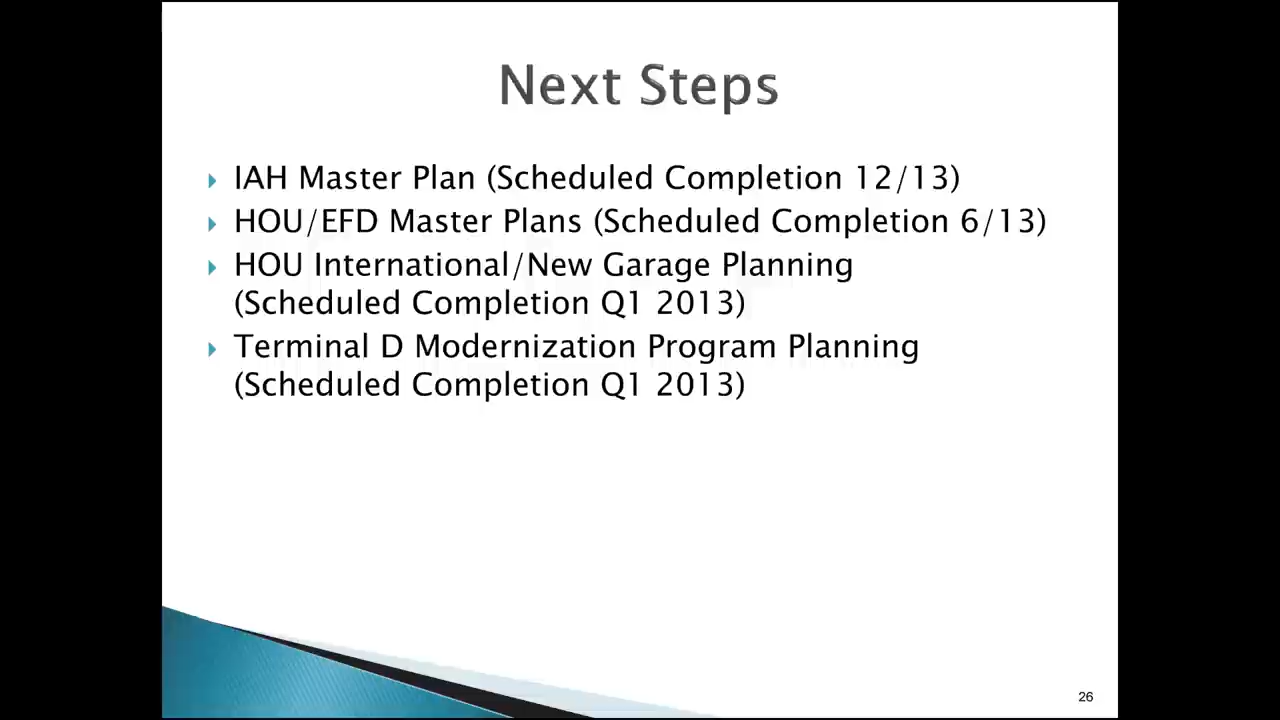 Next Steps
IAH Master Plan (Scheduled Completion 12/13)
HOU/EFD Master Plans (Scheduled Completion 6/13)
HOU International/New Garage Planning
(Scheduled Completion Q1 2013)
Terminal D Modernization Program Planning
(Scheduled Completion Q1 2013)
26